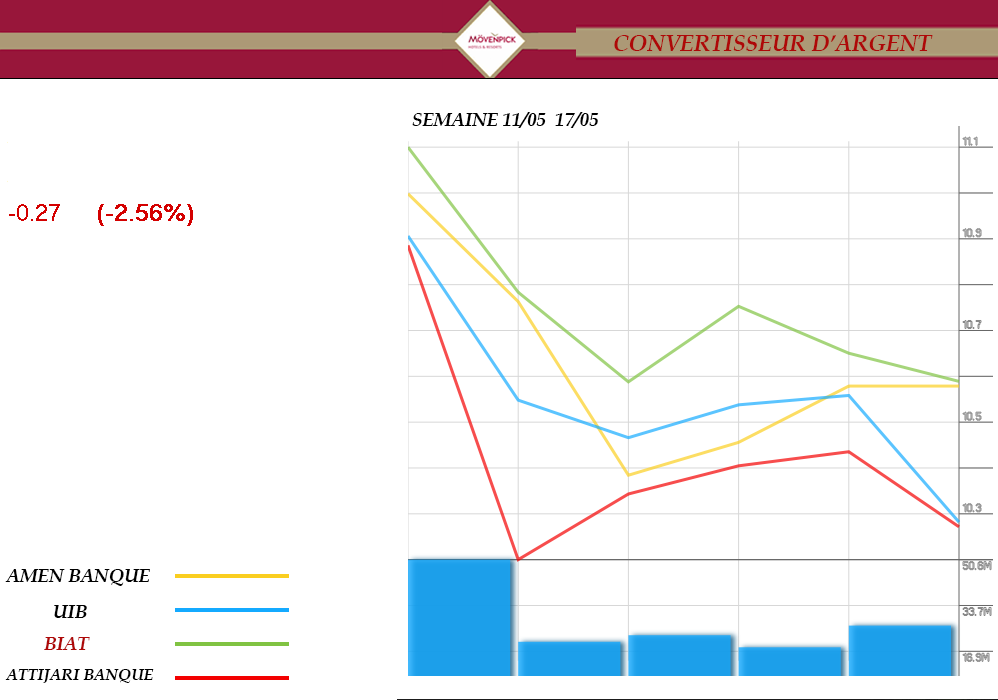 MÖVENPICK
HOTELS & RESORTS
CONVERTISSEUR D'ARGENT
SEMAINE 11/05 17/05
11.1
-0.27 (-2.56%)
10.9
10.7
10.5
10.3
50.6M
AMEN BANQUE
UIB
33.7M
BIAT
16.9M
ATTIJARI BANQUE